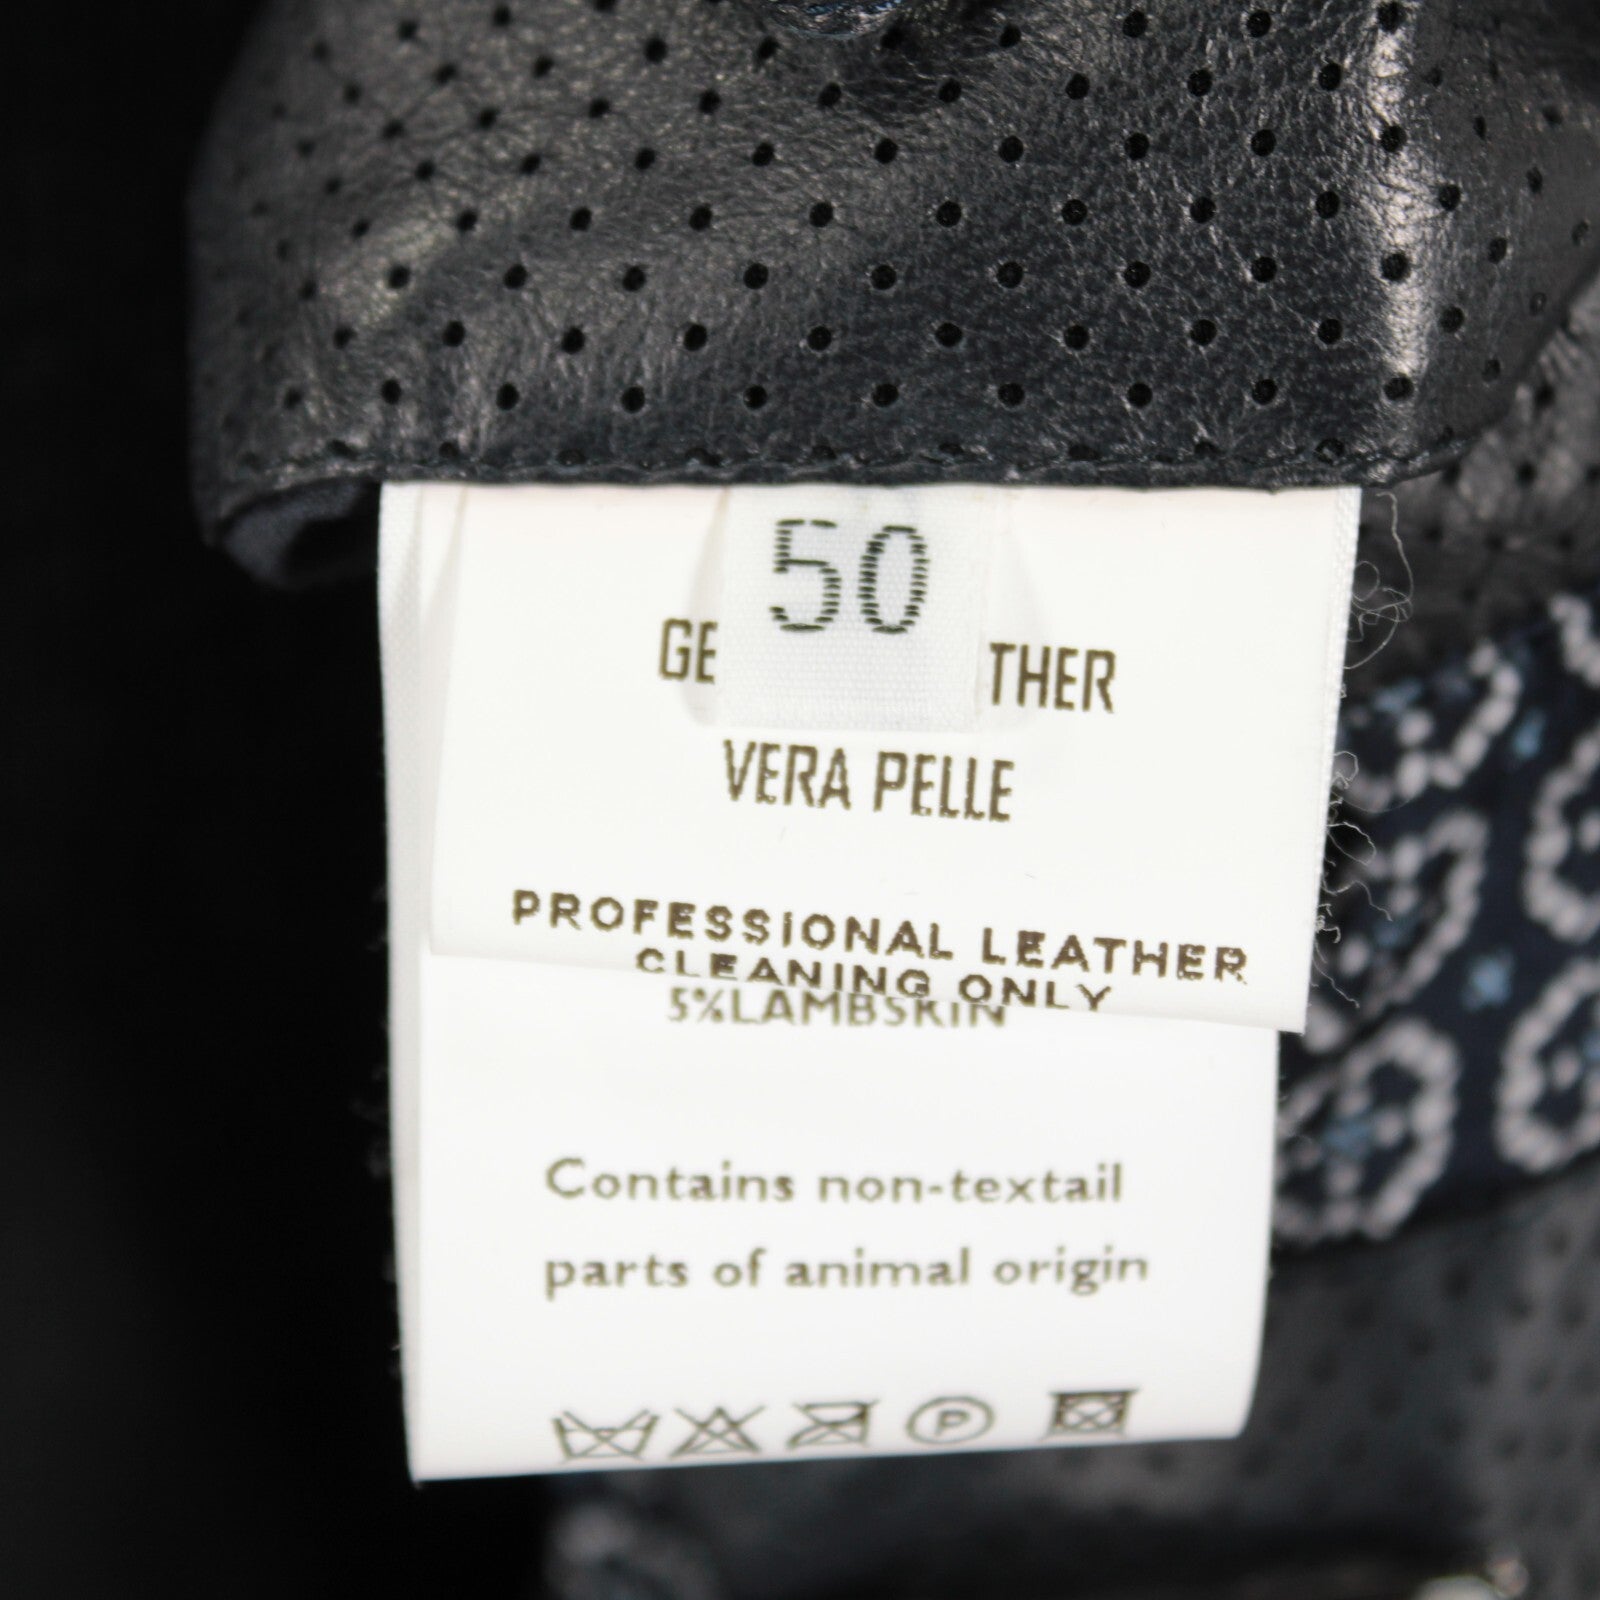 50
GE THER
VERA PELLE
PROFESSIONAL LEATHER
CLEANING ONLY
5%LAMBSKIN
Contains non-textail
parts of animal origin
P